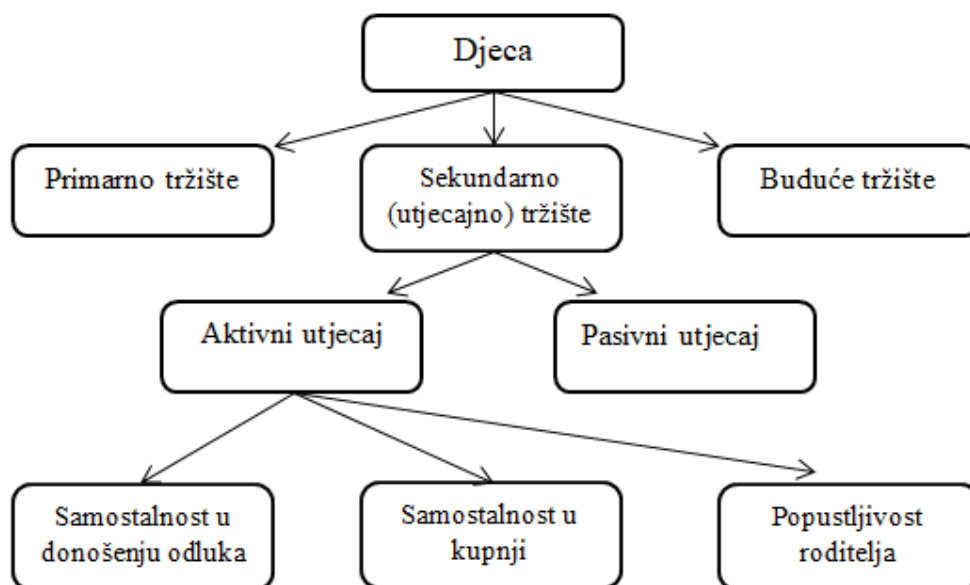 Djeca
Primarno tržište
Sekundarno
(utjecajno) tržište
Buduće tržište
Aktivni utjecaj
Pasivni utjecaj
Samostalnost u
donošenju odluka
Samostalnost u
kupnji
Popustljivost
roditelja